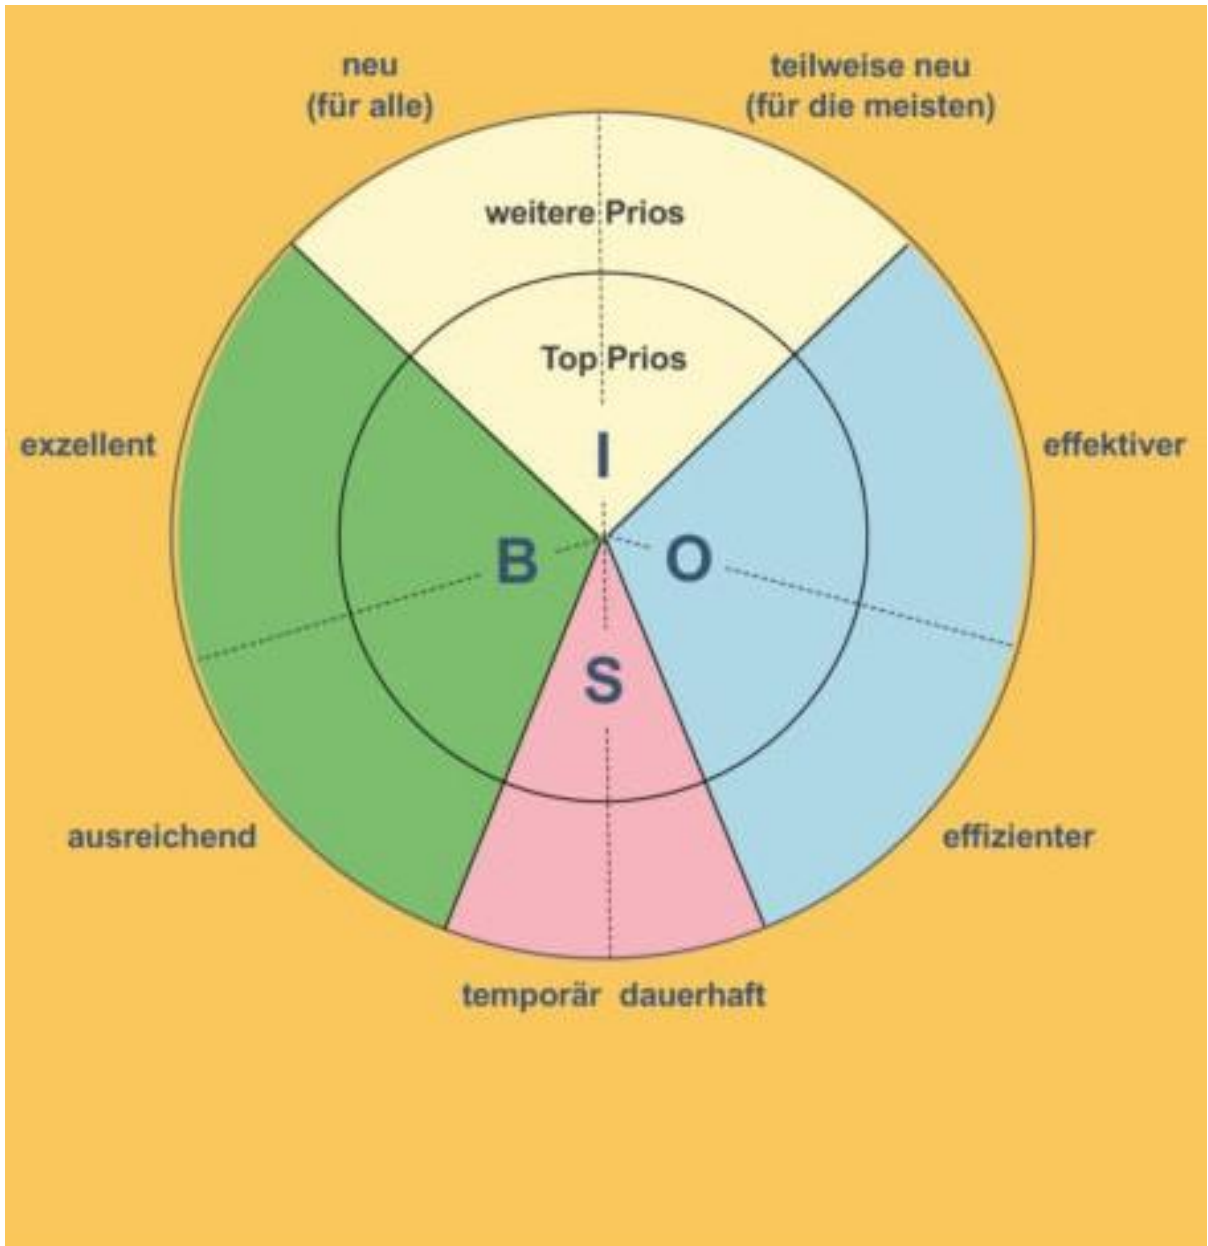 neu
(für alle)
teilweise neu
(für die meisten)
weitere Prios
Top Prios
I
exzellent
effektiver
B
O
S
ausreichend
effizienter
temporär dauerhaft